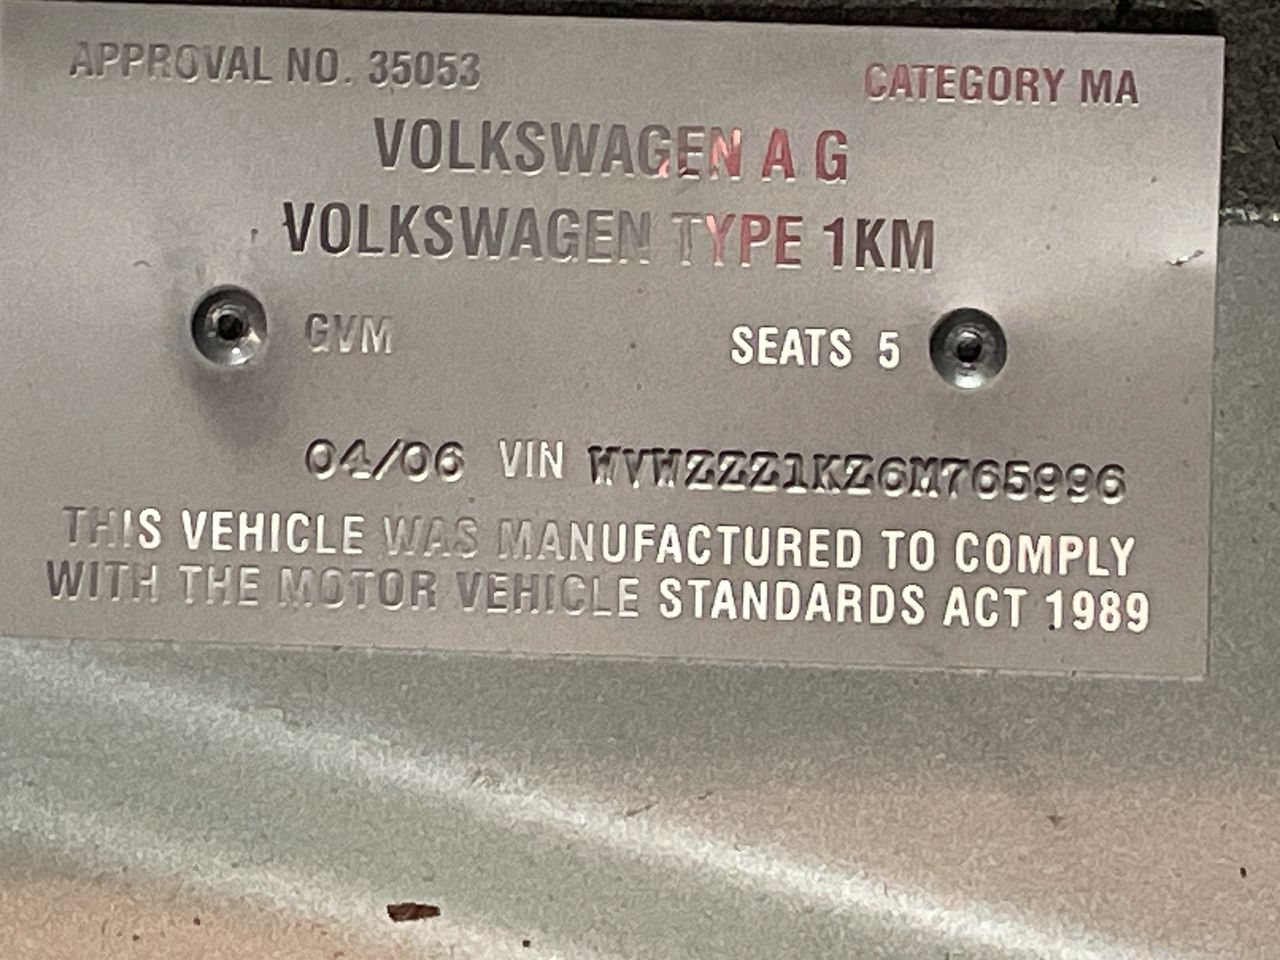 APPROVAL NO. 35053 CATEGORY MA
VOLKSWAGEN A G
VOLKSWAGEN TYPE 1KM
GVM SEATS 5
04/06 VIN WVWZZZ1KZ6M765996
THIS VEHICLE WAS MANUFACTURED TO COMPLY
WITH THE MOTOR VEHICLE STANDARDS ACT 1989